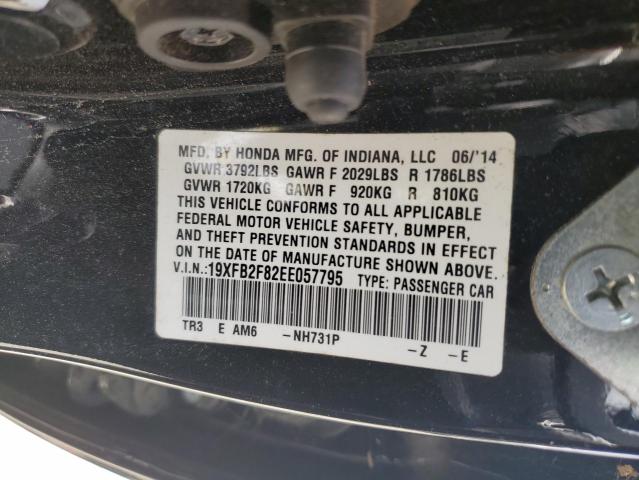 MFD. BY HONDA MFG. OF INDIANA, LLC 06/'14
GVWR 3792LBS GAWR F 2029LBS R 1786LBS
GVWR 1720KG GAWR F 920KG R 810KG
THIS VEHICLE CONFORMS TO ALL APPLICABLE
FEDERAL MOTOR VEHICLE SAFETY, BUMPER,
AND THEFT PREVENTION STANDARDS IN EFFECT
ON THE DATE OF MANUFACTURE SHOWN ABOVE.
V.I.N.:19XFB2F82EE057795 TYPE: PASSENGER CAR
TR3 E AM6 -NH731P -Z -E